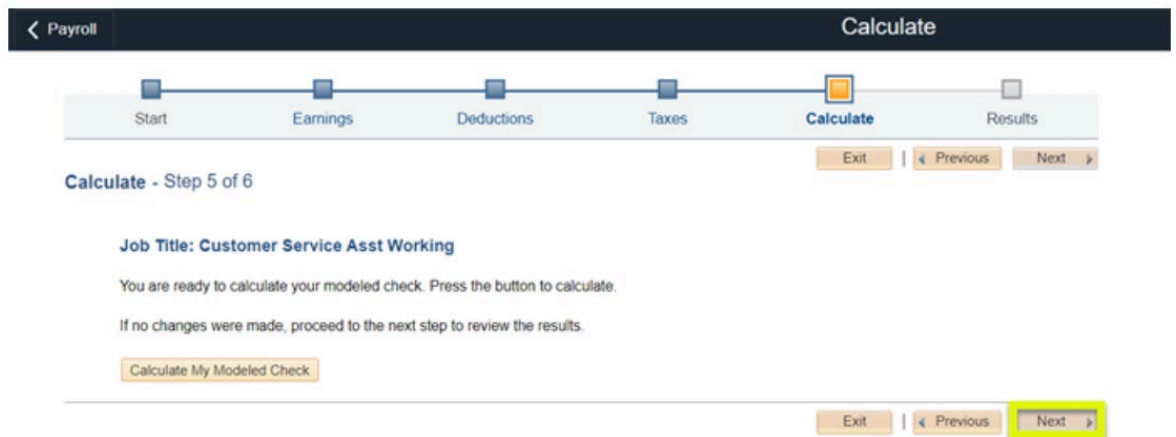 Payroll
Calculate
Start Earnings Deductions Taxes Calculate Results
Exit | Previous Next
Calculate - Step 5 of 6
Job Title: Customer Service Asst Working
You are ready to calculate your modeled check. Press the button to calculate.
If no changes were made, proceed to the next step to review the results.
Calculate My Modeled Check
Exit | Previous Next